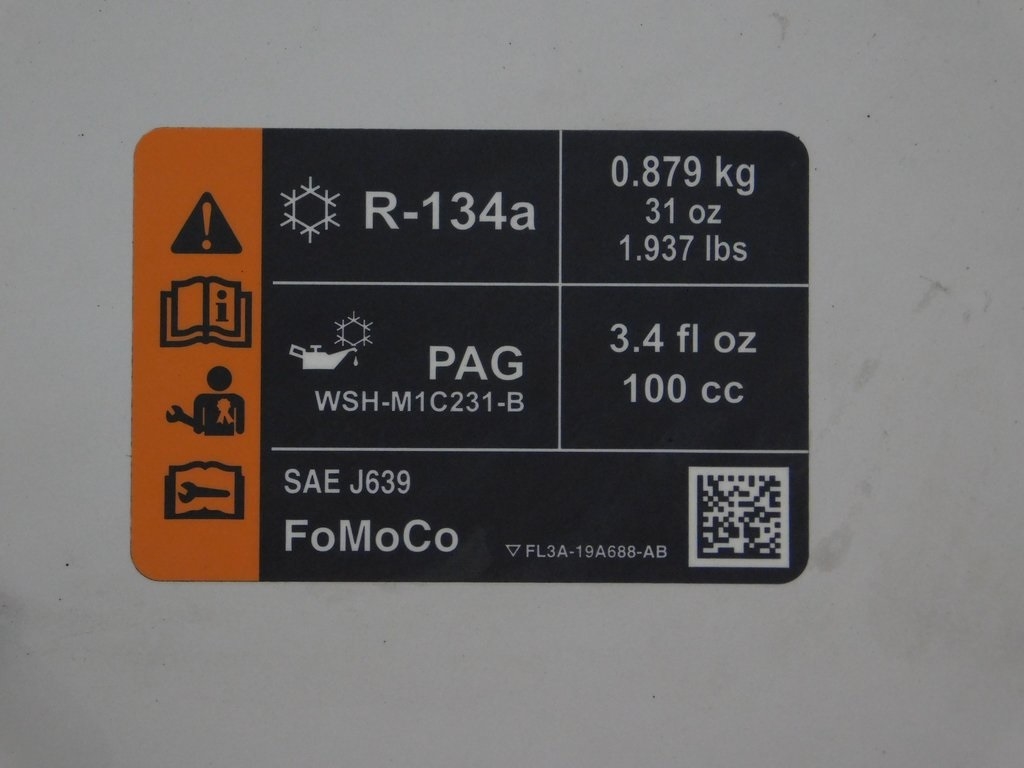 R-134a
0.879 kg
31 oz
1.937 lbs
PAG
WSH-M1C231-B
3.4 fl oz
100 cc
SAE J639
FoMoCo
▽ FL3A-19A688-AB